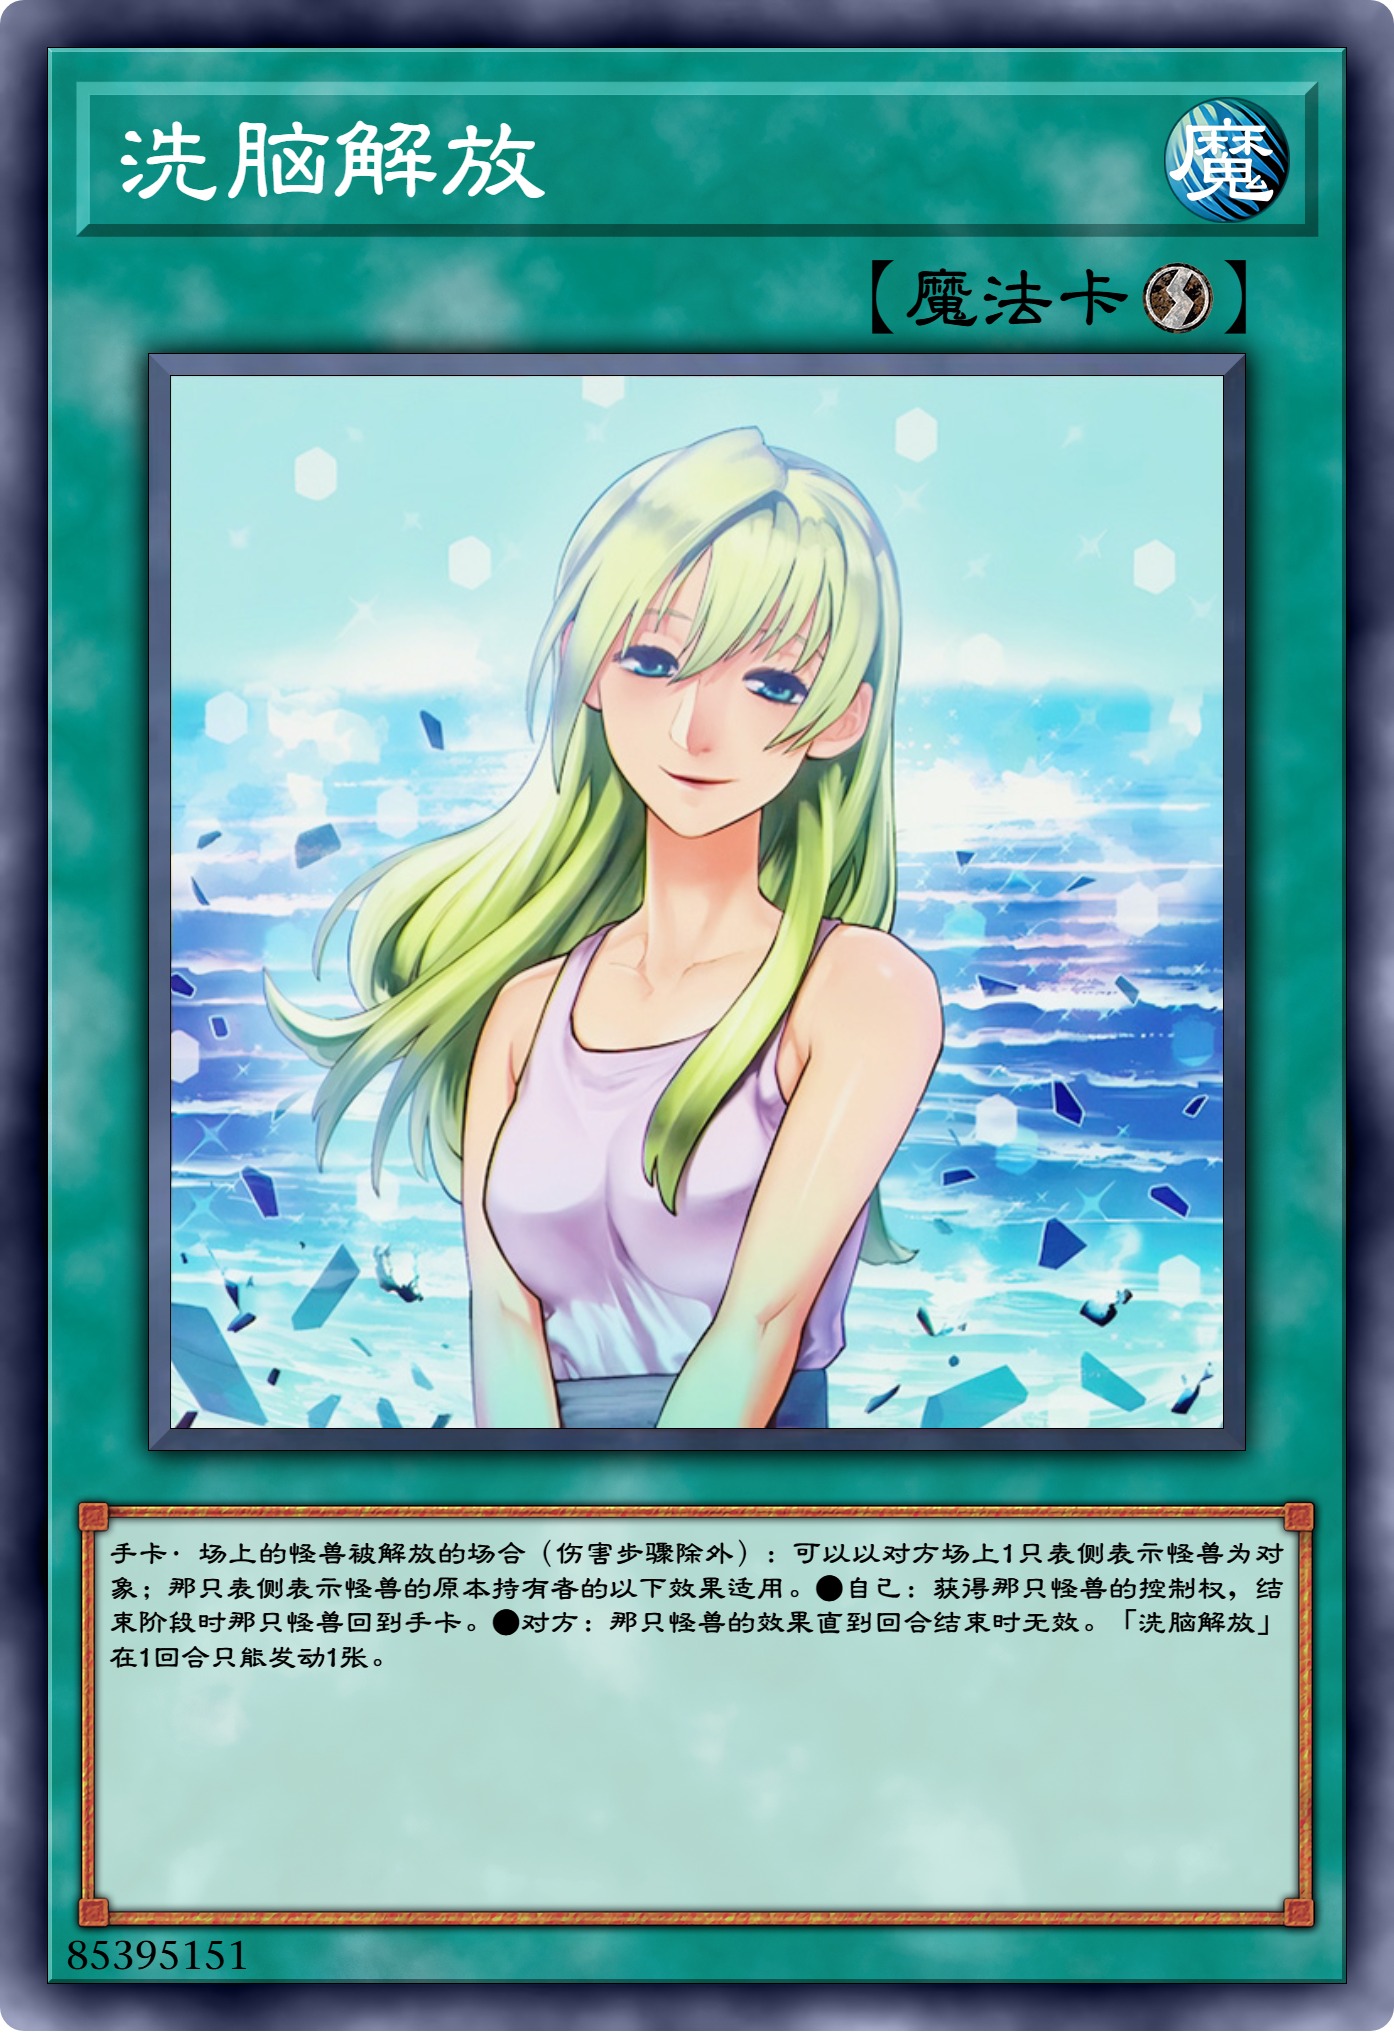 洗脑解放
魔
【魔法卡】
手卡·场上的怪兽被解放的场合（伤害步骤除外）：可以以对方场上1只表侧表示怪兽为对
象；那只表侧表示怪兽的原本持有者的以下效果适用。●自己：获得那只怪兽的控制权，结
束阶段时那只怪兽回到手卡。●对方：那只怪兽的效果直到回合结束时无效。「洗脑解放」
在1回合只能发动1张。
85395151